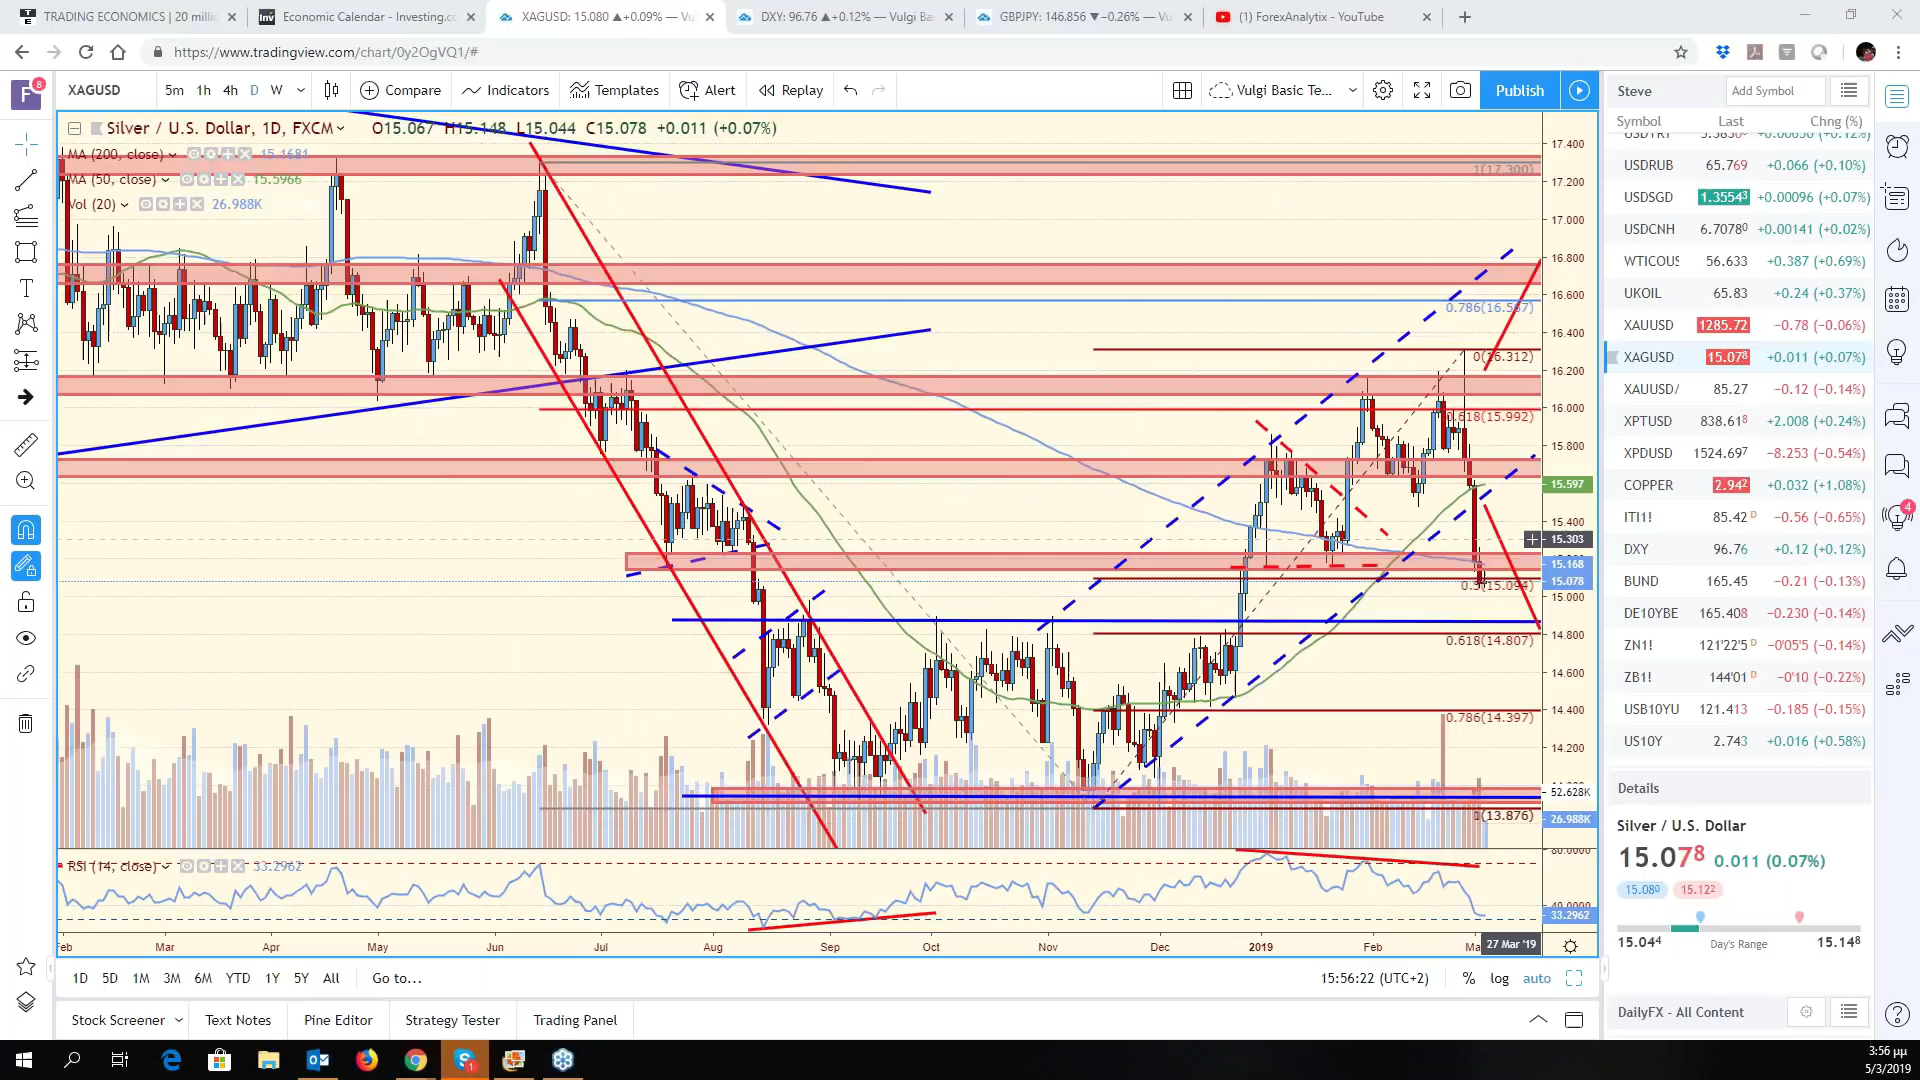 TRADING ECONOMICS | 20 milli
Economic Calendar - Investing.co
XAGUSD: 15.080 ▲+0.09% — Vu
DXY: 96.76 ▲+0.12% — Vulgi Ba
GBPJPY: 146.856 ▼−0.26% — Vu
(1) ForexAnalytix - YouTube
https://www.tradingview.com/chart/0y2OgVQ1/#
F 8
XAGUSD 5m 1h 4h D W Compare Indicators Templates Alert Replay Vulgi Basic Te... Publish
Steve Add Symbol
Symbol Last Chng (%)
Silver / U.S. Dollar, 1D, FXCM O15.067 H15.148 L15.044 C15.078 +0.011 (+0.07%)
MA (200, close) 15.1681
MA (50, close) 15.5966
Vol (20) 26.988K
1(17.300)
0.786(16.567)
0(16.312)
0.618(15.992)
0.5(15.094)
0.618(14.807)
0.786(14.397)
1(13.876)
17.400
17.200
17.000
16.800
16.600
16.400
16.200
16.000
15.800
15.597
15.400
15.303
15.168
15.078
15.000
14.800
14.600
14.400
14.200
52.628K
26.988K
RSI (14, close) 33.2962
80.0000
40.0000
33.2962
Feb Mar Apr May Jun Jul Aug Sep Oct Nov Dec 2019 Feb Ma 27 Mar '19
1D 5D 1M 3M 6M YTD 1Y 5Y All Go to... 15:56:22 (UTC+2) % log auto
Stock Screener Text Notes Pine Editor Strategy Tester Trading Panel
USDRUB 65.769 +0.066 (+0.10%)
USDSGD 1.35543 +0.00096 (+0.07%)
USDCNH 6.70780 +0.00141 (+0.02%)
WTICOUS 56.633 +0.387 (+0.69%)
UKOIL 65.83 +0.24 (+0.37%)
XAUUSD 1285.72 −0.78 (−0.06%)
XAGUSD 15.078 +0.011 (+0.07%)
XAUUSD/ 85.27 −0.12 (−0.14%)
XPTUSD 838.618 +2.008 (+0.24%)
XPDUSD 1524.697 −8.253 (−0.54%)
COPPER 2.942 +0.032 (+1.08%)
ITI1! 85.42 D −0.56 (−0.65%)
DXY 96.76 +0.12 (+0.12%)
BUND 165.45 −0.21 (−0.13%)
DE10YBE 165.408 −0.230 (−0.14%)
ZN1! 121'22'5 D −0'05'5 (−0.14%)
ZB1! 144'01 D −0'10 (−0.22%)
USB10YU 121.413 −0.185 (−0.15%)
US10Y 2.743 +0.016 (+0.58%)
Details
Silver / U.S. Dollar
15.078 0.011 (0.07%)
15.080 15.122
15.044 Day's Range 15.148
DailyFX - All Content
4
1
3:56 μμ
5/3/2019